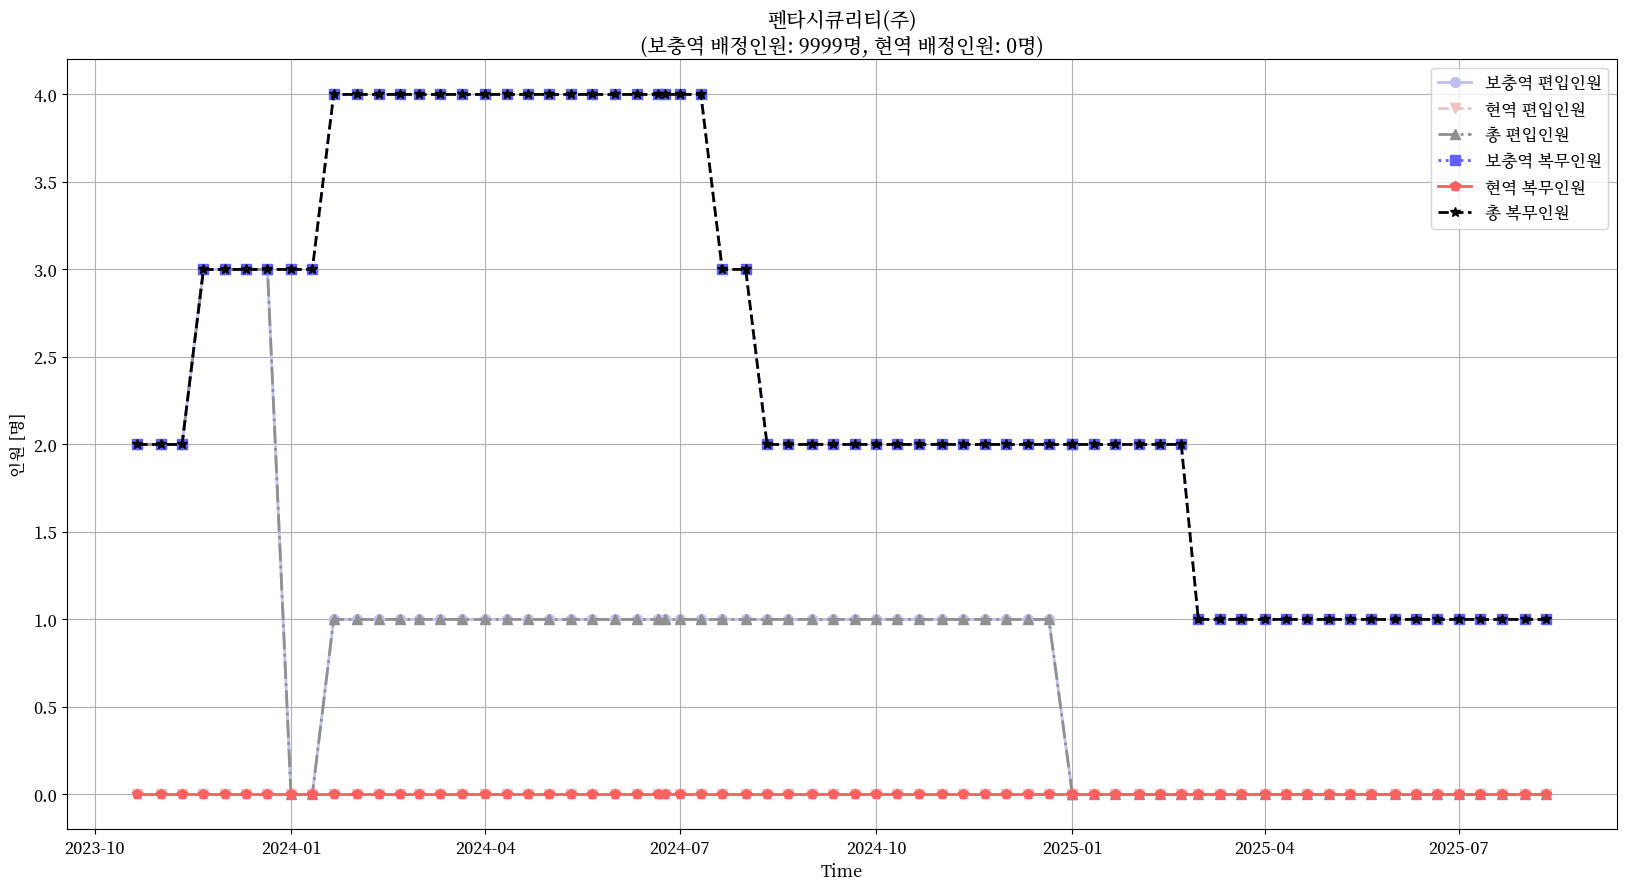 펜타시큐리티(주)
(보충역 배정인원: 9999명, 현역 배정인원: 0명)
보충역 편입인원
현역 편입인원
총 편입인원
보충역 복무인원
현역 복무인원
총 복무인원
인원 [명]
4.0
3.5
3.0
2.5
2.0
1.5
1.0
0.5
0.0
2023-10
2024-01
2024-04
2024-07
2024-10
2025-01
2025-04
2025-07
Time